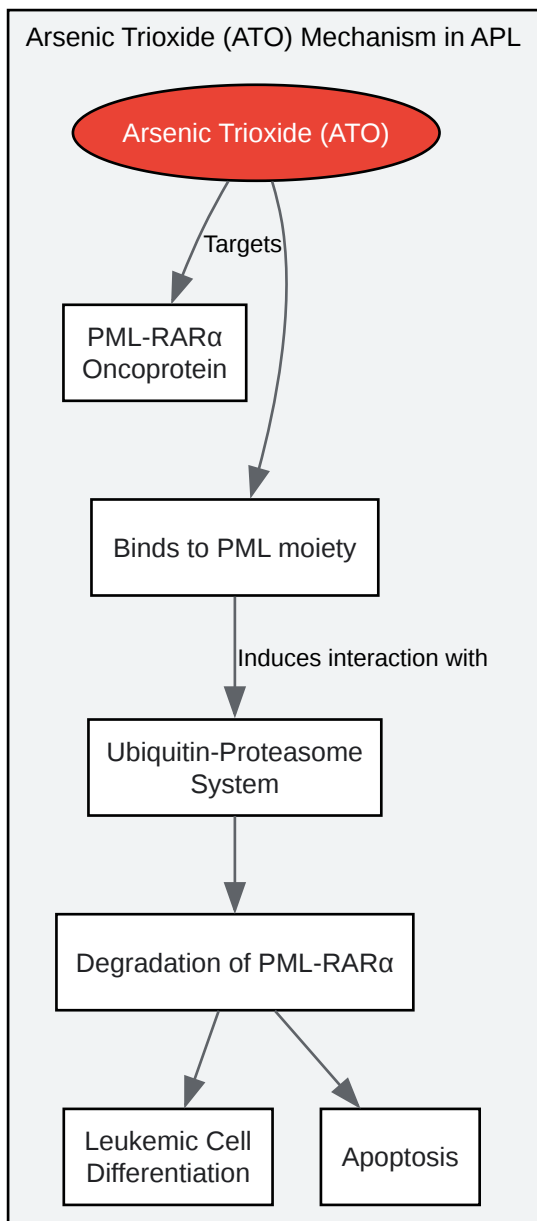 Arsenic Trioxide (ATO) Mechanism in APL
Arsenic Trioxide (ATO)
Targets
PML-RARα
Oncoprotein
Binds to PML moiety
Induces interaction with
Ubiquitin-Proteasome
System
Degradation of PML-RARα
Leukemic Cell
Differentiation
Apoptosis